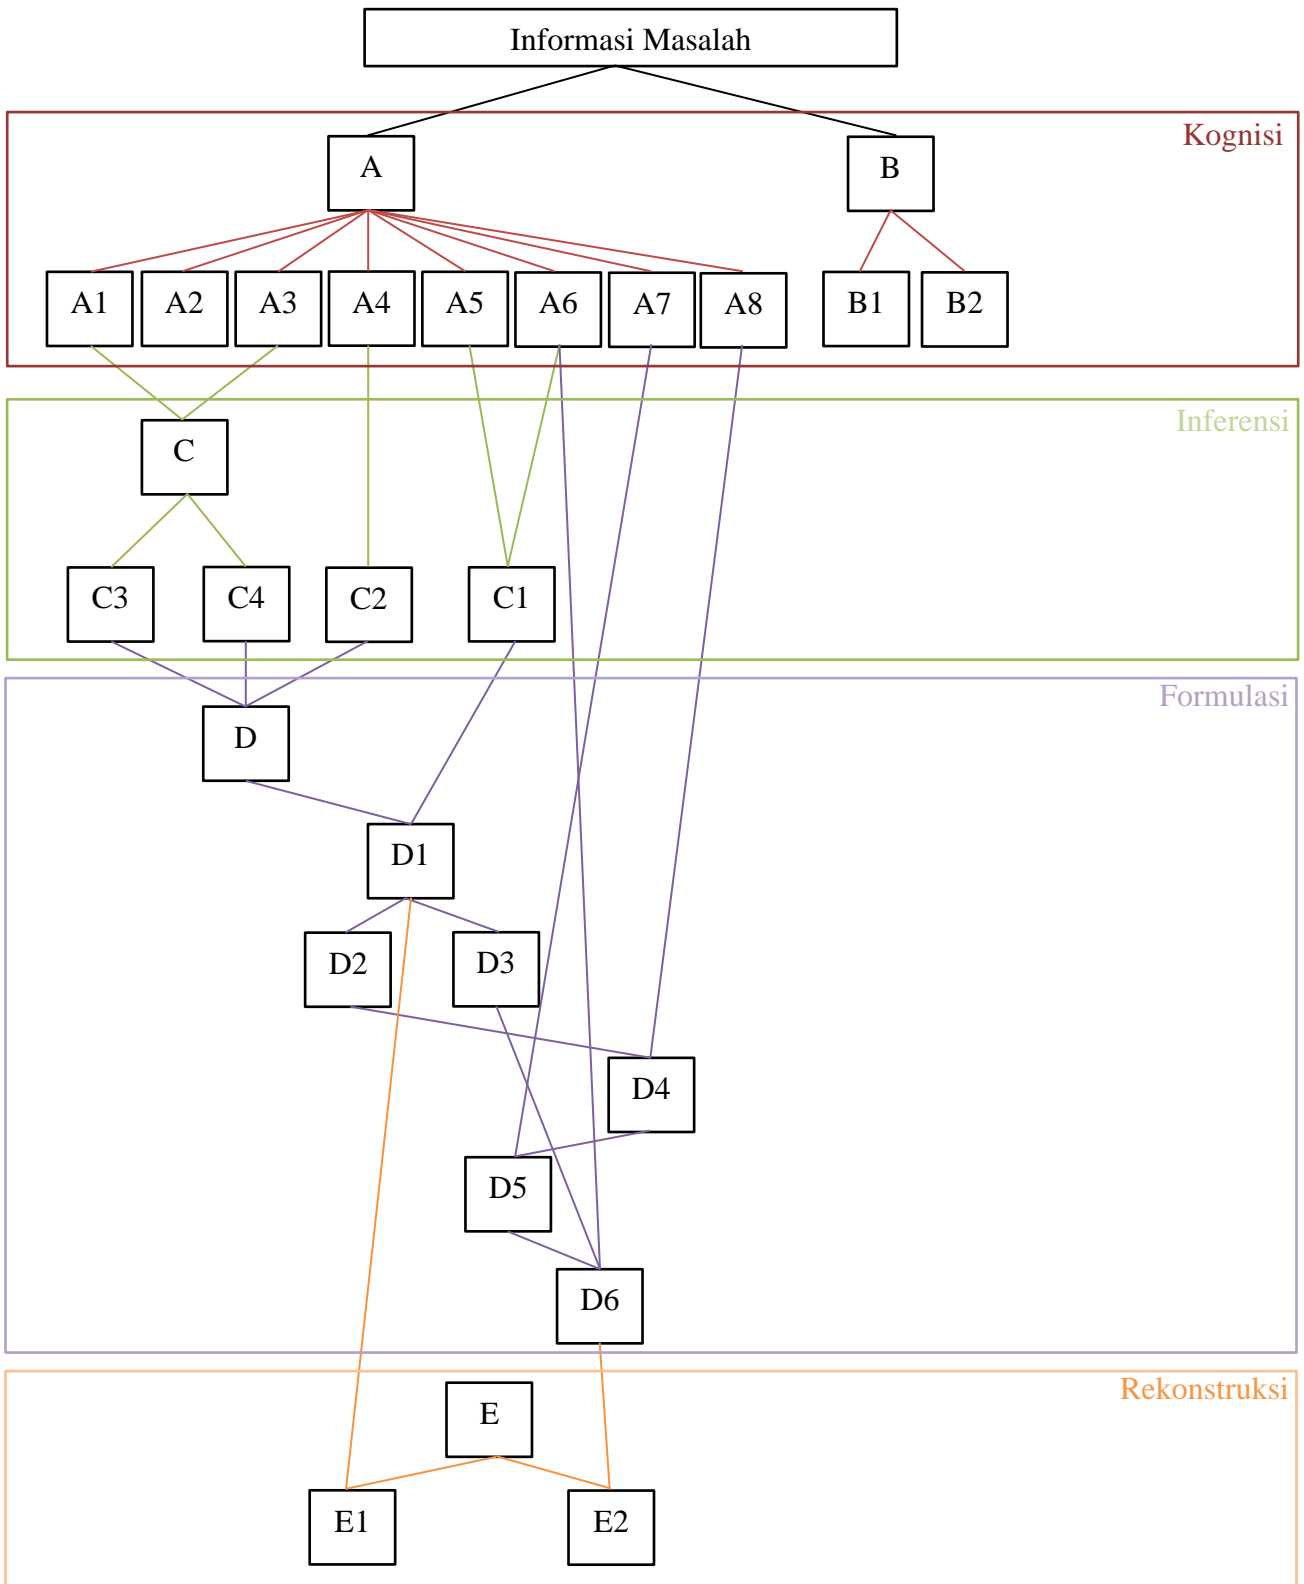 Informasi Masalah
Kognisi
A
B
A1
A2
A3
A4
A5
A6
A7
A8
B1
B2
Inferensi
C
C3
C4
C2
C1
Formulasi
D
D1
D2
D3
D4
D5
D6
Rekonstruksi
E
E1
E2